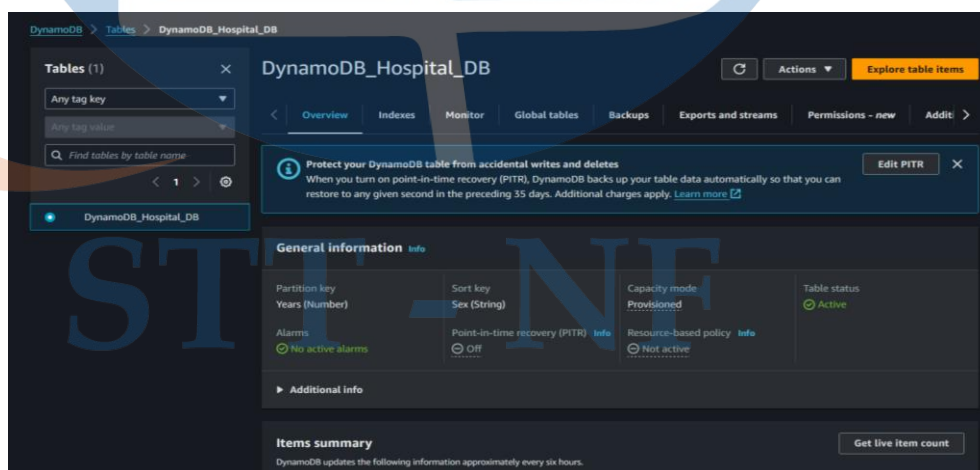 DynamoDB > Tables > DynamoDB_Hospital_DB
Tables (1)
Any tag key
Any tag value
Find tables by table name
< 1 >
DynamoDB_Hospital_DB
DynamoDB_Hospital_DB
Actions
Explore table items
Overview Indexes Monitor Global tables Backups Exports and streams Permissions - new Additi
Protect your DynamoDB table from accidental writes and deletes
When you turn on point-in-time recovery (PITR), DynamoDB backs up your table data automatically so that you can
restore to any given second in the preceding 35 days. Additional charges apply. Learn more
Edit PITR
General information Info
Partition key
Years (Number)
Sort key
Sex (String)
Capacity mode
Provisioned
Table status
Active
Alarms
No active alarms
Point-in-time recovery (PITR) Info
Off
Resource-based policy Info
Not active
Additional info
Items summary
Get live item count
DynamoDB updates the following information approximately every six hours.
STT - NF